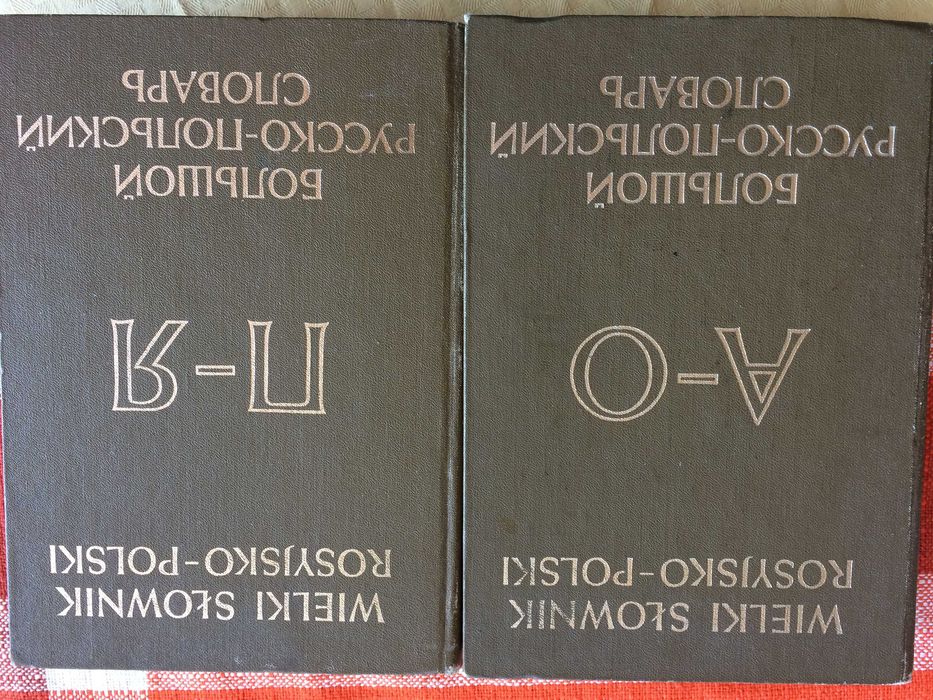 WIELKI SŁOWNIK
ROSYJSKO-POLSKI
А-О
БОЛЬШОЙ
РУССКО-ПОЛЬСКИЙ
СЛОВАРЬ
WIELKI SŁOWNIK
ROSYJSKO-POLSKI
П-Я
БОЛЬШОЙ
РУССКО-ПОЛЬСКИЙ
СЛОВАРЬ